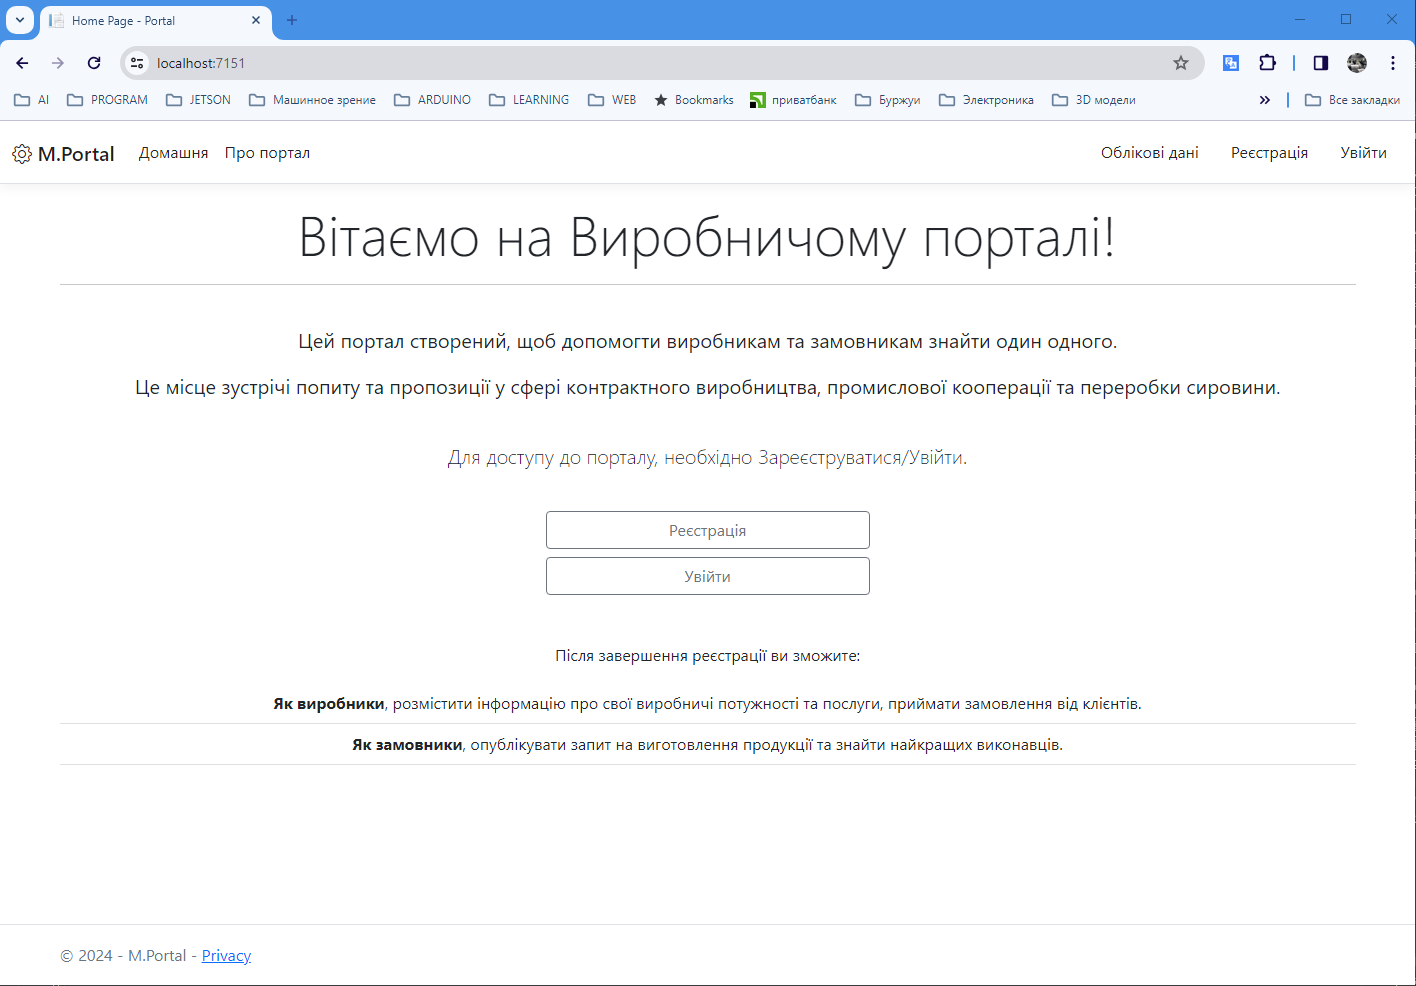 Home Page - Portal
localhost:7151
AI PROGRAM JETSON Машинное зрение ARDUINO LEARNING WEB Bookmarks приватбанк Буржуи Электроника 3D модели Все закладки
M.Portal Домашня Про портал Облікові дані Реєстрація Увійти
Вітаємо на Виробничому порталі!
Цей портал створений, щоб допомогти виробникам та замовникам знайти один одного.
Це місце зустрічі попиту та пропозиції у сфері контрактного виробництва, промислової кооперації та переробки сировини.
Для доступу до порталу, необхідно Зареєструватися/Увійти.
Реєстрація
Увійти
Після завершення реєстрації ви зможите:
Як виробники, розмістити інформацію про свої виробничі потужності та послуги, приймати замовлення від клієнтів.
Як замовники, опублікувати запит на виготовлення продукції та знайти найкращих виконавців.
© 2024 - M.Portal - Privacy